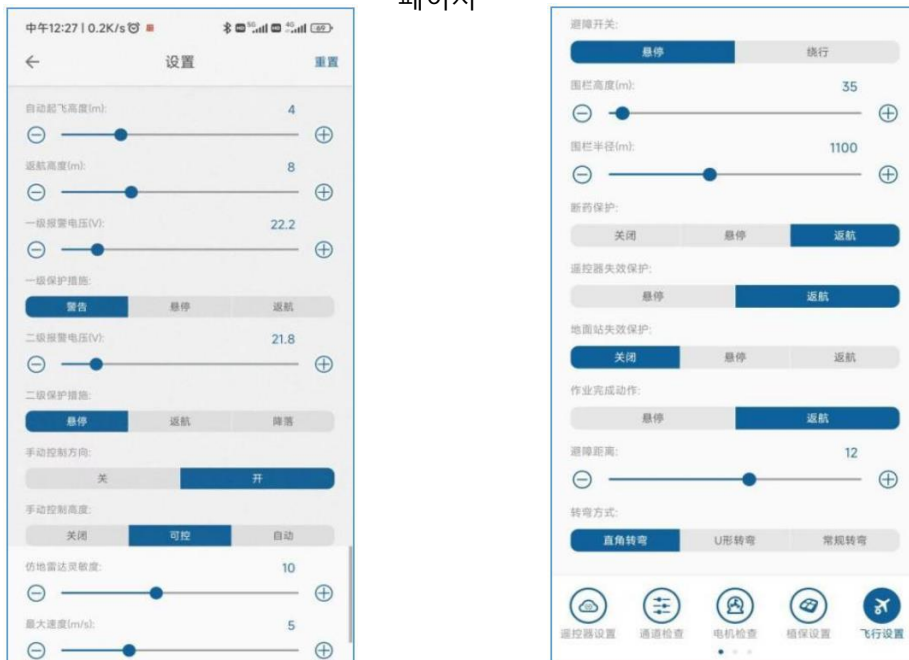 페이지
中午12:27 | 0.2K/s
5G 4G 69
设置 重置
自动起飞高度(m): 4
返航高度(m): 8
一级报警电压(V): 22.2
一级保护措施:
警告 悬停 返航
二级报警电压(V): 21.8
二级保护措施:
悬停 返航 降落
手动控制方向:
关 开
手动控制高度:
关闭 可控 自动
仿地雷达灵敏度: 10
最大速度(m/s): 5
避障开关:
悬停 绕行
围栏高度(m): 35
围栏半径(m): 1100
断药保护:
关闭 悬停 返航
遥控器失效保护:
悬停 返航
地面站失效保护:
关闭 悬停 返航
作业完成动作:
悬停 返航
避障距离: 12
转弯方式:
直角转弯 U形转弯 常规转弯
遥控器设置 通道检查 电机检查 植保设置 飞行设置